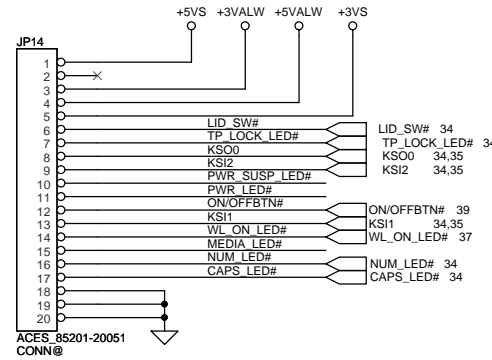 +5VS +3VALW +5VALW +3VS
JP14
1
2
3
4
5
6 LID_SW# LID_SW# 34
7 TP_LOCK_LED# TP_LOCK_LED# 34
8 KSO0 KSO0 34,35
9 KSI2 KSI2 34,35
10 PWR_SUSP_LED#
11 PWR_LED#
12 ON/OFFBTN# ON/OFFBTN# 39
13 KSI1 KSI1 34,35
14 WL_ON_LED# WL_ON_LED# 37
15 MEDIA_LED#
16 NUM_LED# NUM_LED# 34
17 CAPS_LED# CAPS_LED# 34
18
19
20
ACES_85201-20051
CONN@